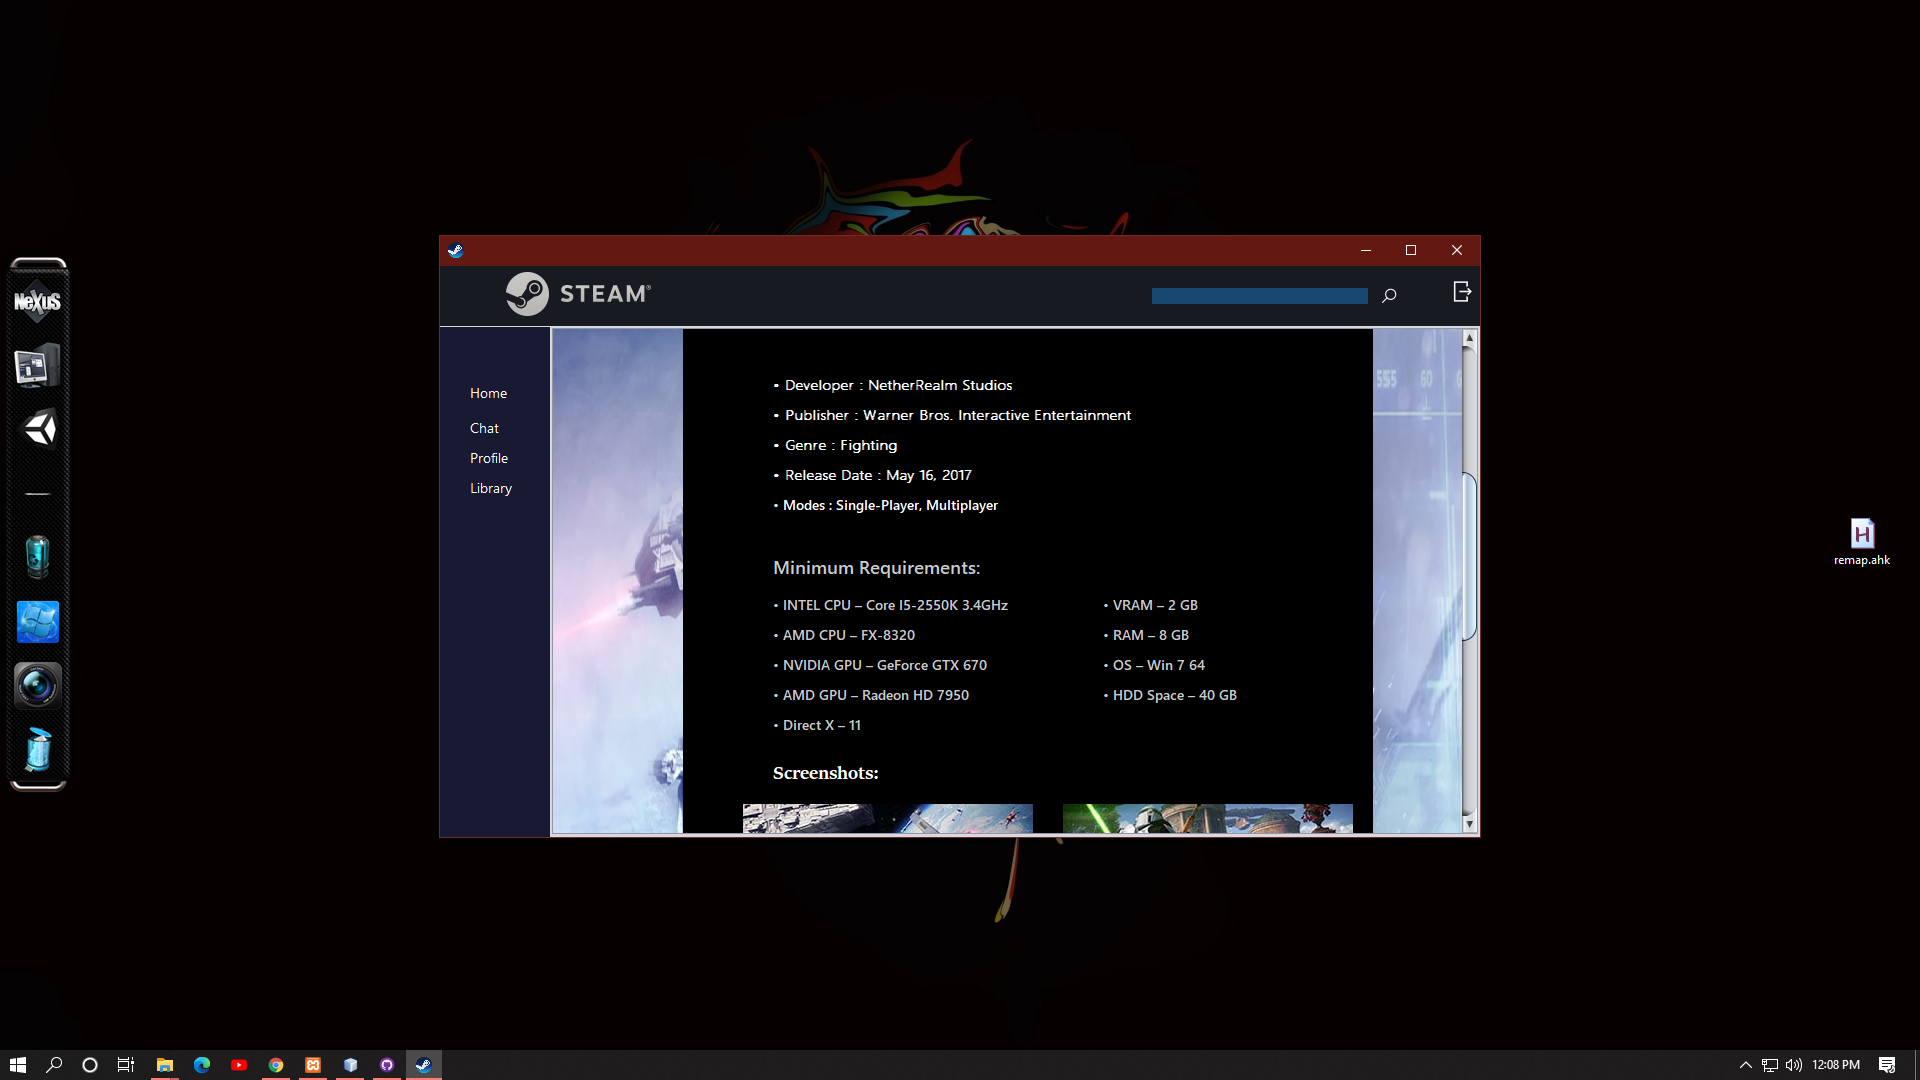 STEAM®
Home
Chat
Profile
Library
• Developer : NetherRealm Studios
• Publisher : Warner Bros. Interactive Entertainment
• Genre : Fighting
• Release Date : May 16, 2017
• Modes : Single-Player, Multiplayer
Minimum Requirements:
• INTEL CPU – Core I5-2550K 3.4GHz
• AMD CPU – FX-8320
• NVIDIA GPU – GeForce GTX 670
• AMD GPU – Radeon HD 7950
• Direct X – 11
• VRAM – 2 GB
• RAM – 8 GB
• OS – Win 7 64
• HDD Space – 40 GB
Screenshots:
555 60
NeXuS
H
remap.ahk
12:08 PM